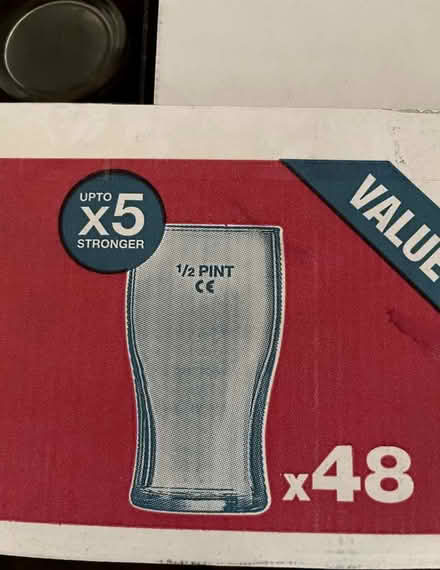 UPTO
x5
STRONGER
VALUE
1/2 PINT
CE
x48